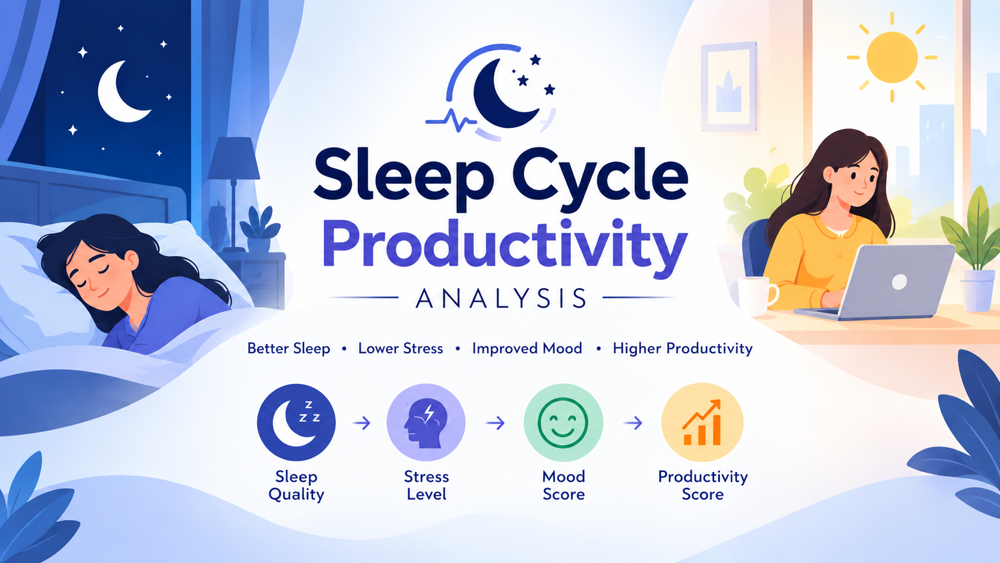 Sleep Cycle
Productivity
ANALYSIS
Better Sleep • Lower Stress • Improved Mood • Higher Productivity
z
z z
Sleep
Quality
Stress
Level
Mood
Score
Productivity
Score